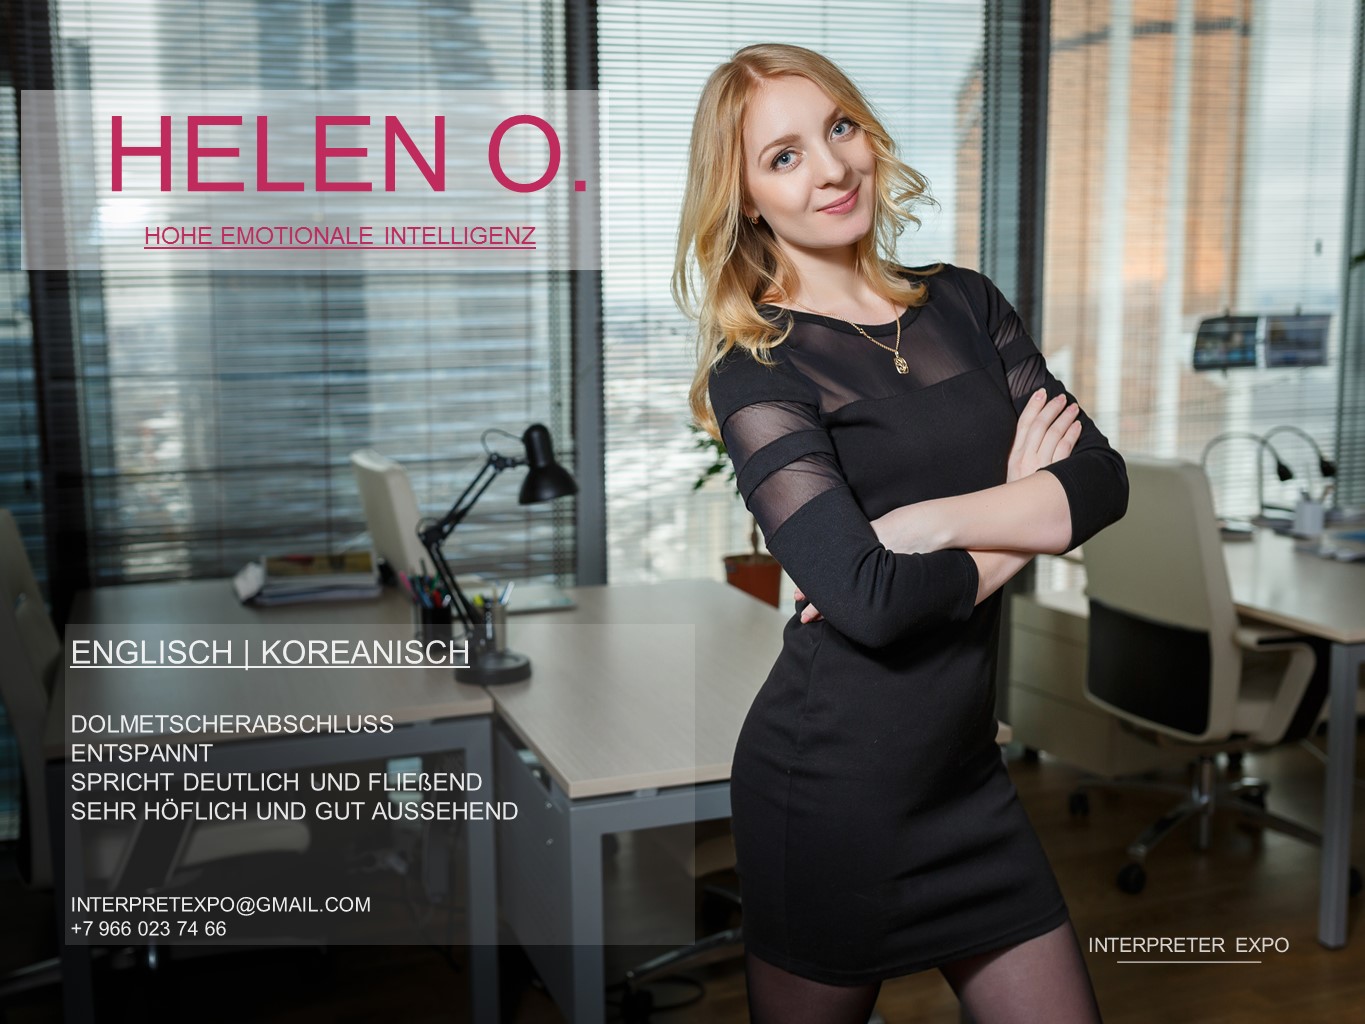 HELEN O.
HOHE EMOTIONALE INTELLIGENZ
ENGLISCH | KOREANISCH
DOLMETSCHERABSCHLUSS
ENTSPANNT
SPRICHT DEUTLICH UND FLIEßEND
SEHR HÖFLICH UND GUT AUSSEHEND
INTERPRETEXPO@GMAIL.COM
+7 966 023 74 66
INTERPRETER EXPO